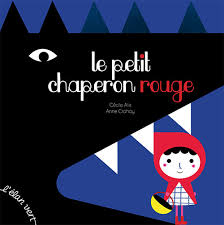 le petit
chaperon rouge
Cécile Alix
Anne Crahay
l'élan vert